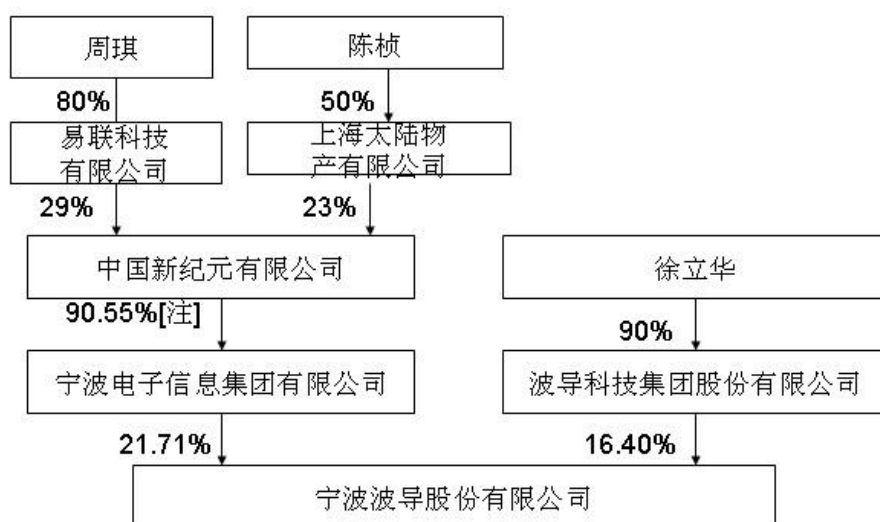 周琪
陈桢
80%
50%
易联科技
有限公司
上海大陆物
产有限公司
29%
23%
中国新纪元有限公司
徐立华
90.55%[注]
90%
宁波电子信息集团有限公司
波导科技集团股份有限公司
21.71%
16.40%
宁波波导股份有限公司